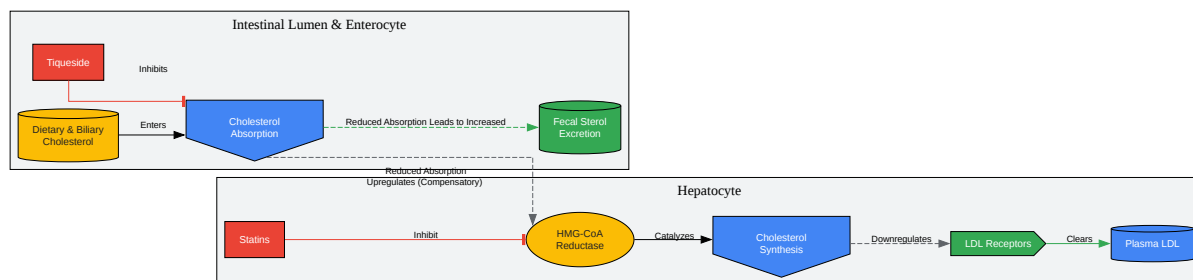 Intestinal Lumen & Enterocyte
Tiqueside
Inhibits
Dietary & Biliary
Cholesterol
Enters
Cholesterol
Absorption
Reduced Absorption Leads to Increased
Fecal Sterol
Excretion
Reduced Absorption
Upregulates (Compensatory)
Hepatocyte
Statins
Inhibit
HMG-CoA
Reductase
Catalyzes
Cholesterol
Synthesis
Downregulates
LDL Receptors
Clears
Plasma LDL